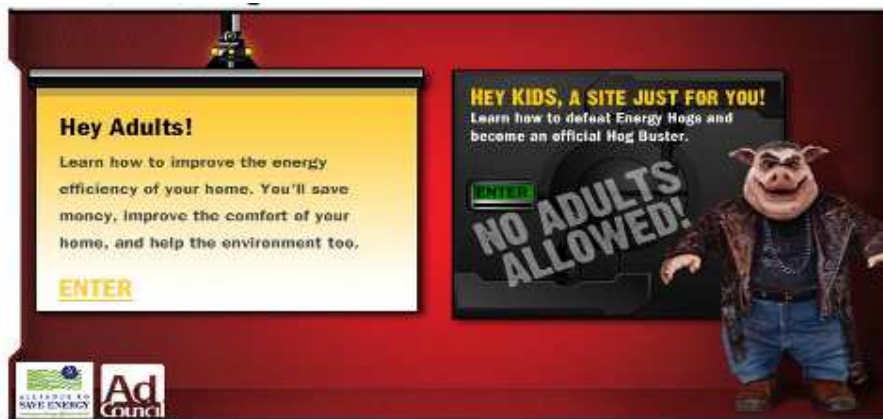 Hey Adults!
Learn how to improve the energy
efficiency of your home. You'll save
money, improve the comfort of your
home, and help the environment too.
ENTER
HEY KIDS, A SITE JUST FOR YOU!
Learn how to defeat Energy Hogs and
become an official Hog Buster.
ENTER
NO ADULTS
ALLOWED!
ALLIANCE TO
SAVE ENERGY
Ad
Council